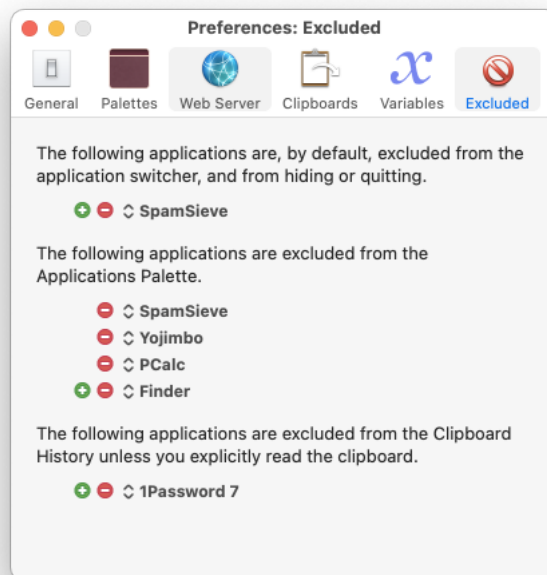 Preferences: Excluded
General Palettes Web Server Clipboards Variables Excluded
The following applications are, by default, excluded from the
application switcher, and from hiding or quitting.
SpamSieve
The following applications are excluded from the
Applications Palette.
SpamSieve
Yojimbo
PCalc
Finder
The following applications are excluded from the Clipboard
History unless you explicitly read the clipboard.
1Password 7